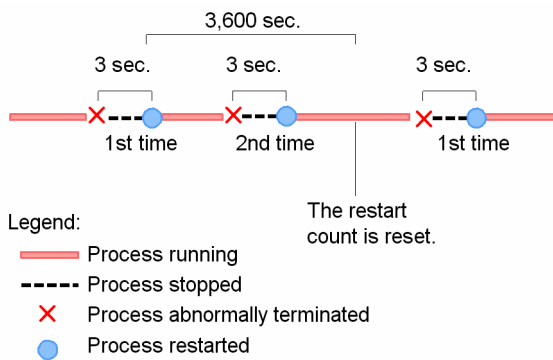 3,600 sec.
3 sec.
3 sec.
3 sec.
1st time
2nd time
1st time
The restart
count is reset.
Legend:
Process running
Process stopped
Process abnormally terminated
Process restarted